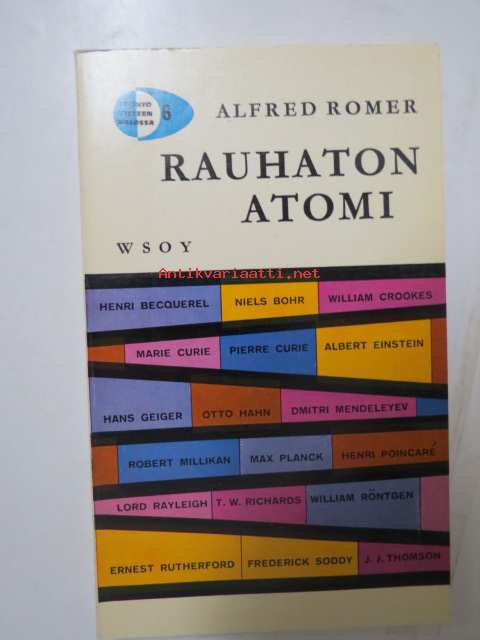 6
ALFRED ROMER
RAUHATON
ATOMI
WSOY
Antikvariaatti.net
HENRI BECQUEREL NIELS BOHR WILLIAM CROOKES
MARIE CURIE PIERRE CURIE ALBERT EINSTEIN
HANS GEIGER OTTO HAHN DMITRI MENDELEYEV
ROBERT MILLIKAN MAX PLANCK HENRI POINCARÉ
LORD RAYLEIGH T. W. RICHARDS WILLIAM RÖNTGEN
ERNEST RUTHERFORD FREDERICK SODDY J. J. THOMSON